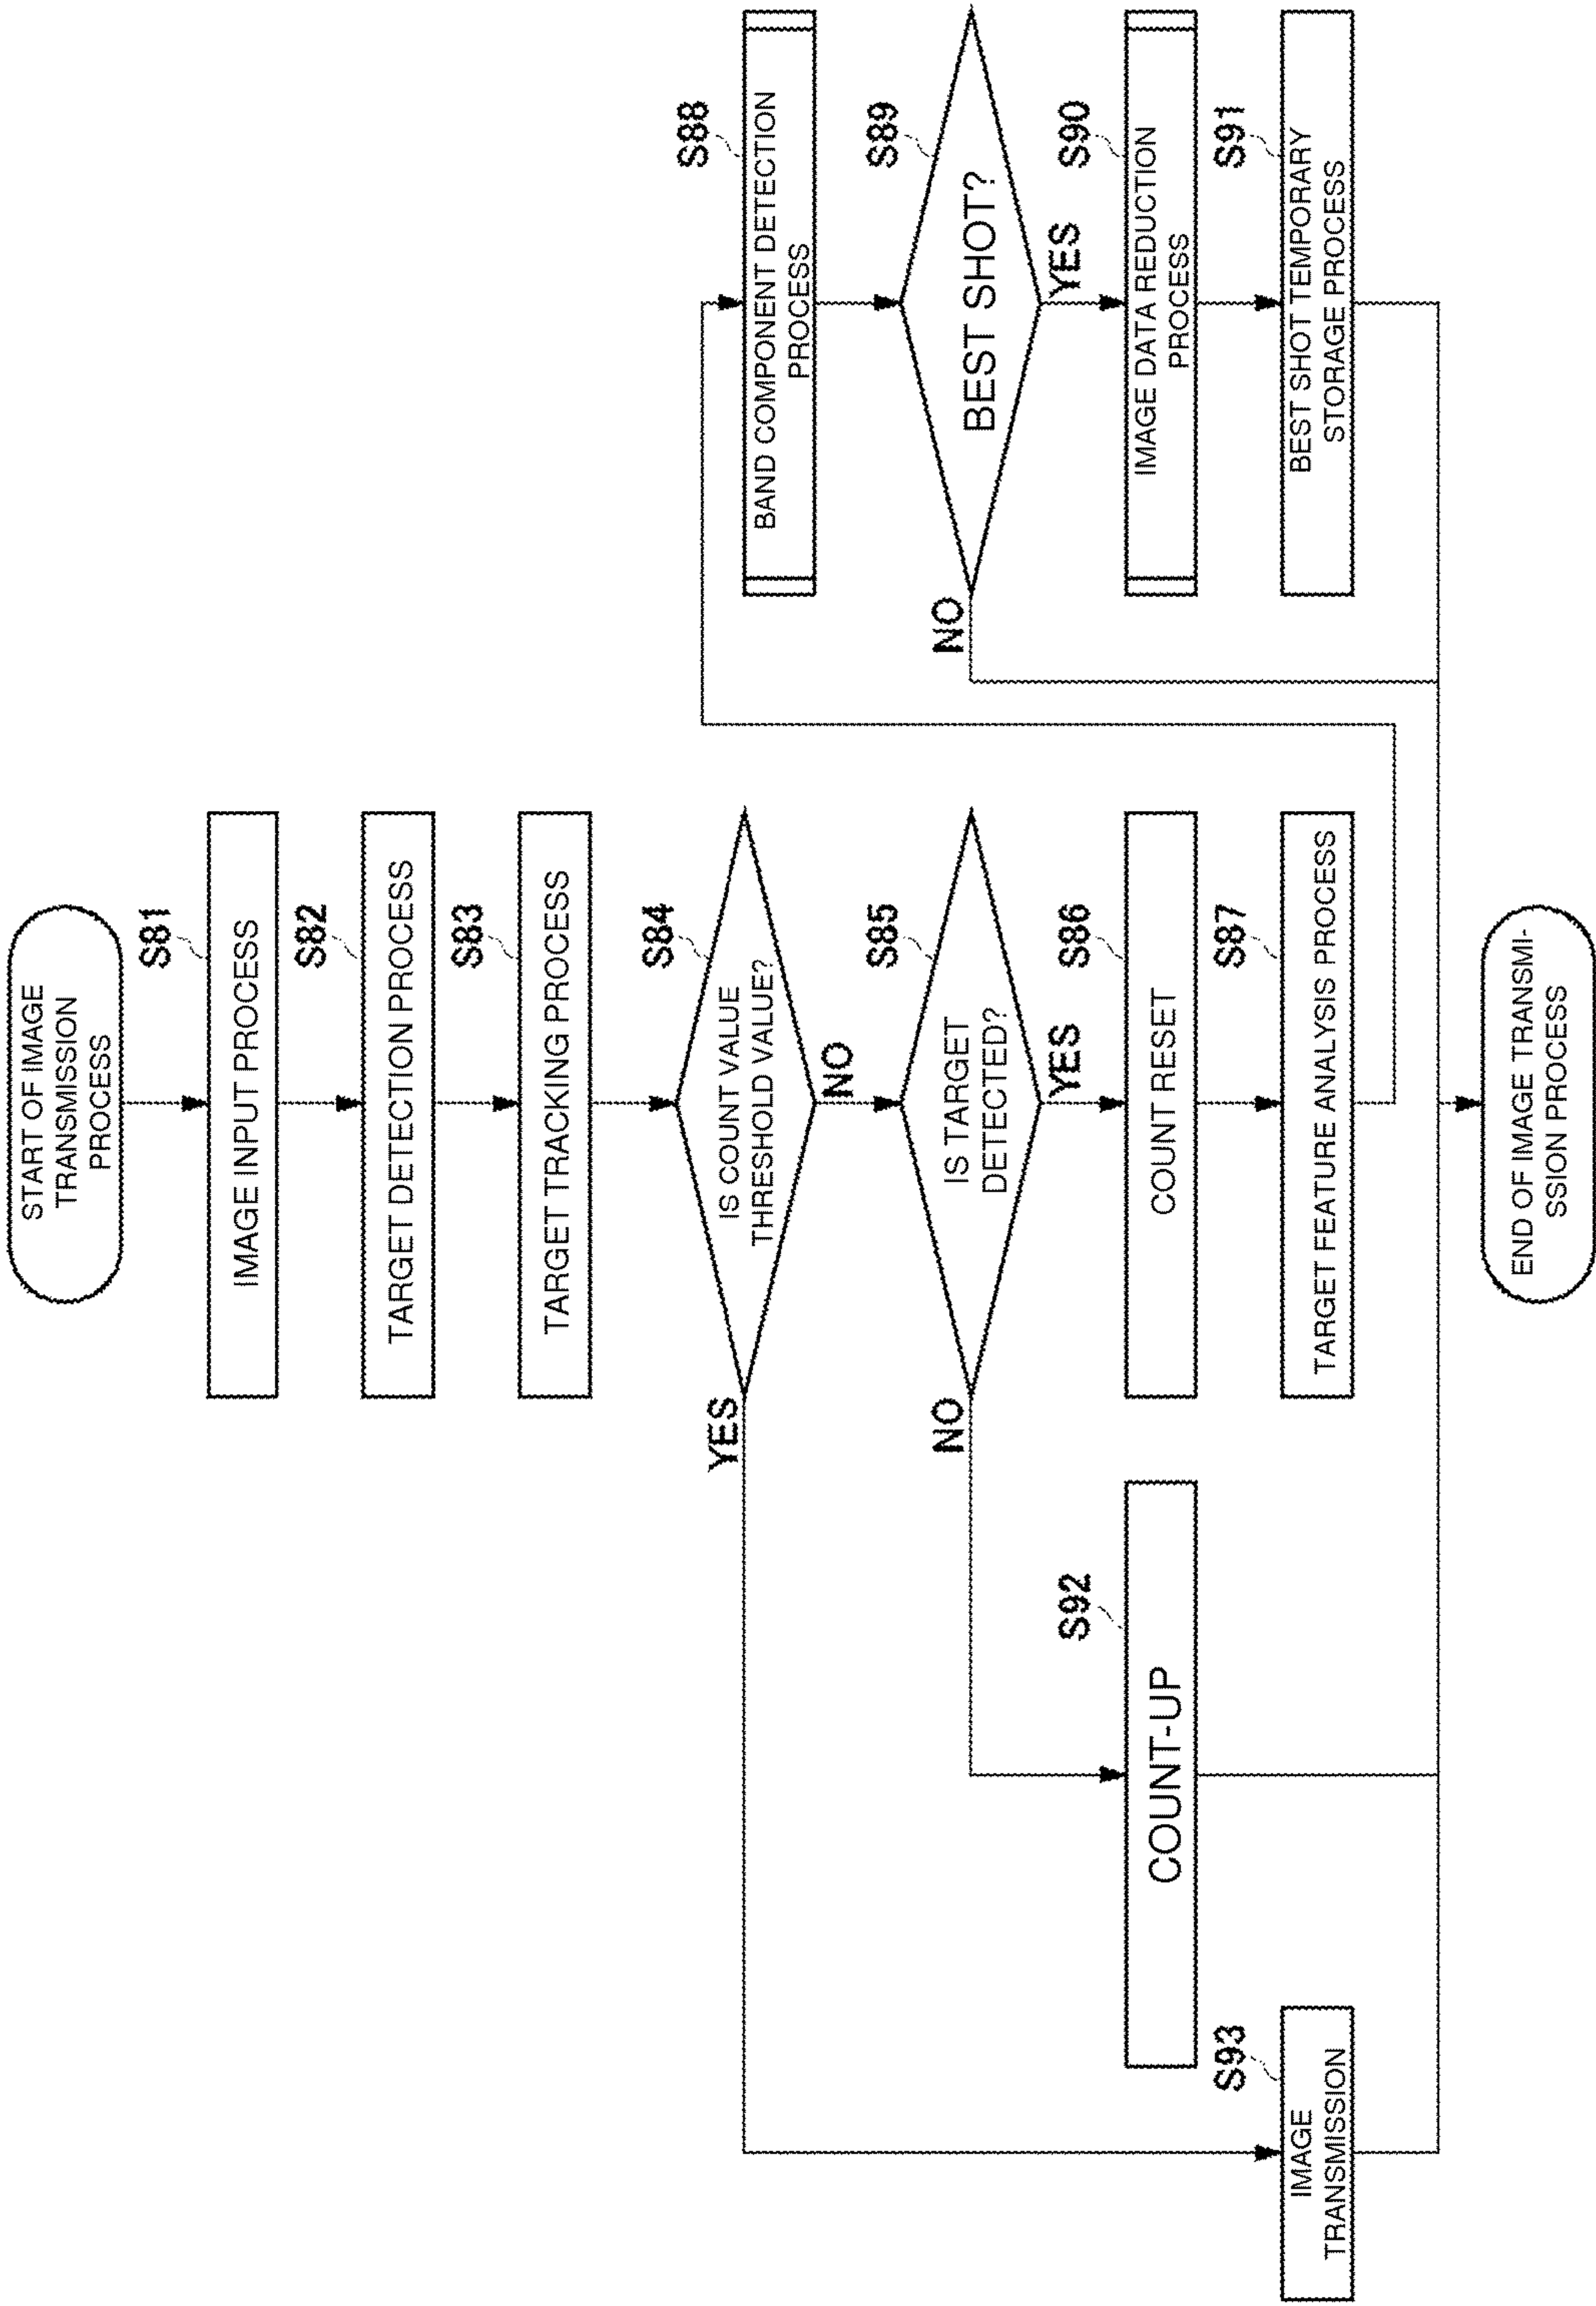 START OF IMAGE
TRANSMISSION
PROCESS
S81
IMAGE INPUT PROCESS
S82
TARGET DETECTION PROCESS
S83
TARGET TRACKING PROCESS
S84
IS COUNT VALUE
THRESHOLD VALUE?
YES
NO
S85
IS TARGET
DETECTED?
NO
YES
S86
COUNT RESET
S87
TARGET FEATURE ANALYSIS PROCESS
S88
BAND COMPONENT DETECTION
PROCESS
S89
BEST SHOT?
NO
YES
S90
IMAGE DATA REDUCTION
PROCESS
S91
BEST SHOT TEMPORARY
STORAGE PROCESS
S92
COUNT-UP
S93
IMAGE
TRANSMISSION
END OF IMAGE TRANSMI-
SSION PROCESS